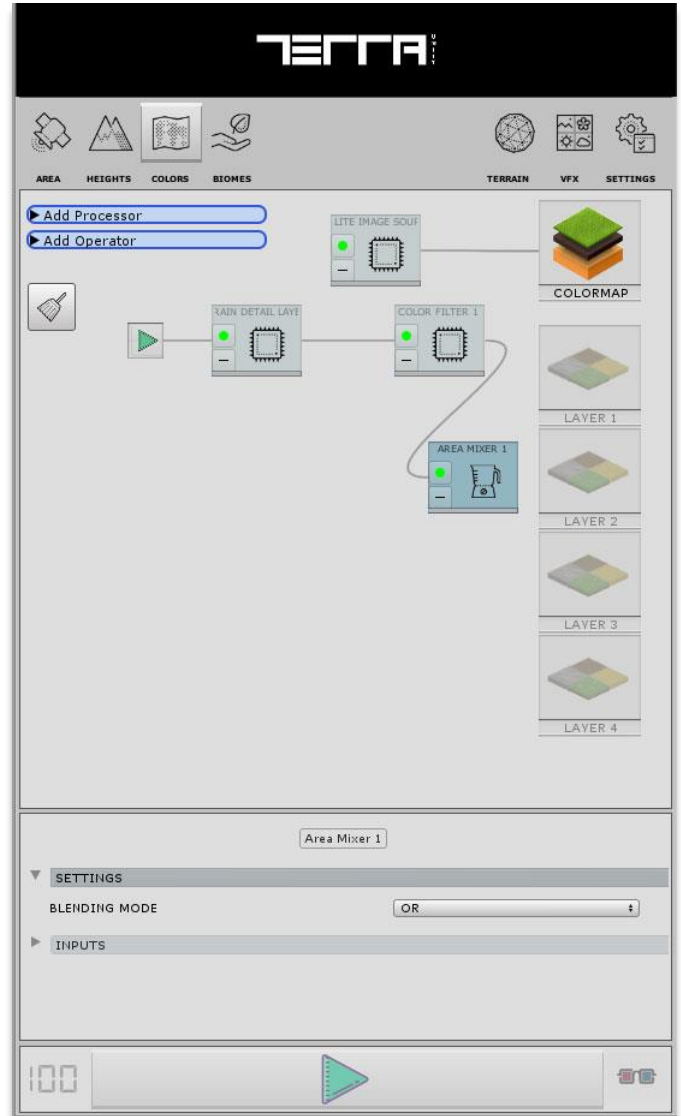 TERRA
UNITY
AREA HEIGHTS COLORS BIOMES TERRAIN VFX SETTINGS
Add Processor
Add Operator
LITE IMAGE SOUR
COLORMAP
RAIN DETAIL LAYE
COLOR FILTER 1
LAYER 1
AREA MIXER 1
LAYER 2
LAYER 3
LAYER 4
Area Mixer 1
SETTINGS
BLENDING MODE OR
INPUTS
100